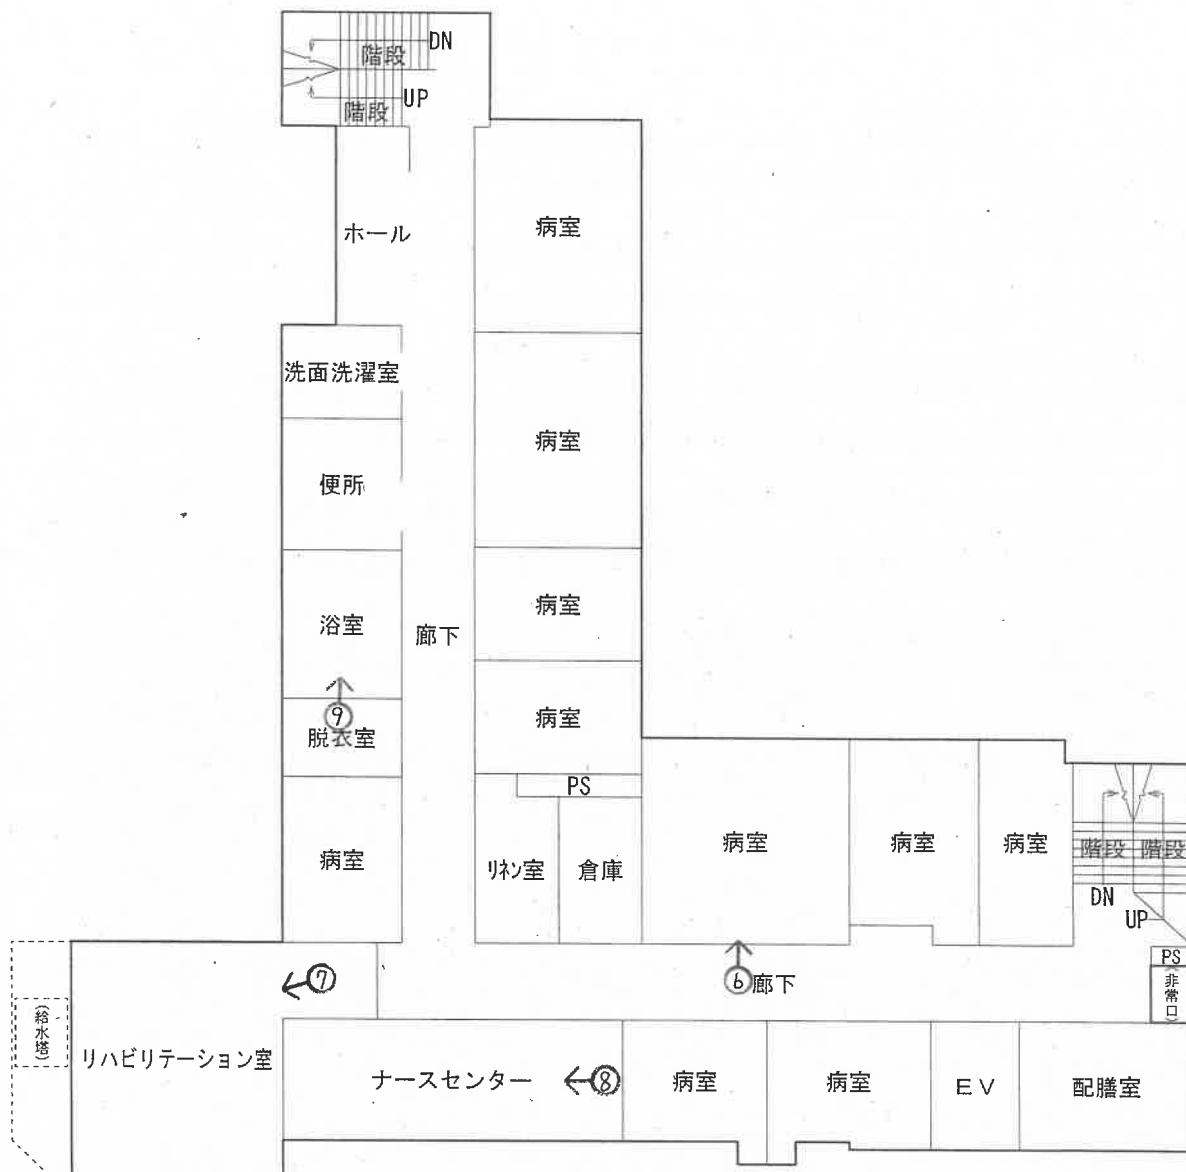 DN
階段
UP
階段
ホール
病室
洗面洗濯室
病室
便所
病室
浴室
廊下
病室
⑨
脱衣室
PS
病室
リネン室
倉庫
病室
病室
病室
階段
階段
DN
UP
PS
(非常口)
⑦
⑥
廊下
(給水塔)
リハビリテーション室
ナースセンター
⑧
病室
病室
EV
配膳室